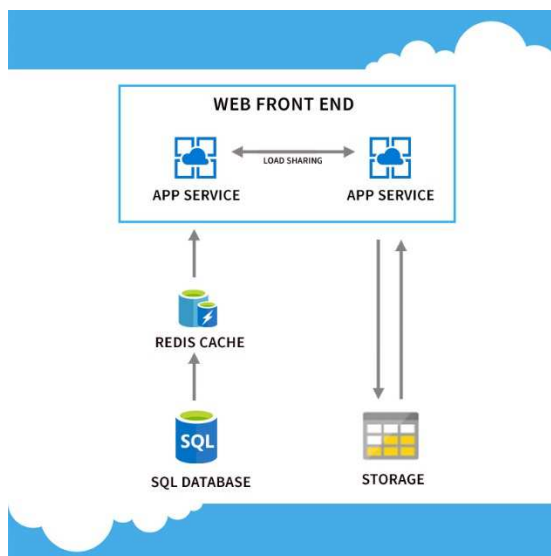 WEB FRONT END
LOAD SHARING
APP SERVICE
APP SERVICE
REDIS CACHE
SQL
SQL DATABASE
STORAGE